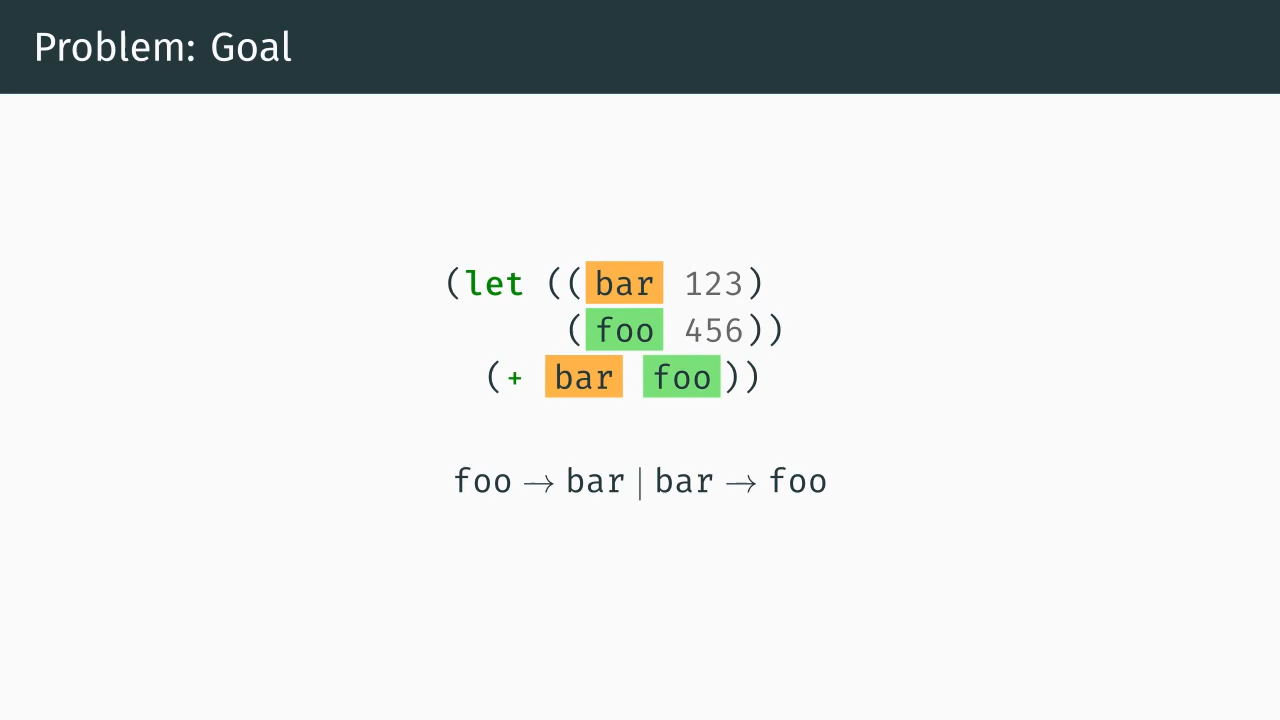 Problem: Goal
(let ((bar 123)
(foo 456))
(+ bar foo))
foo → bar | bar → foo